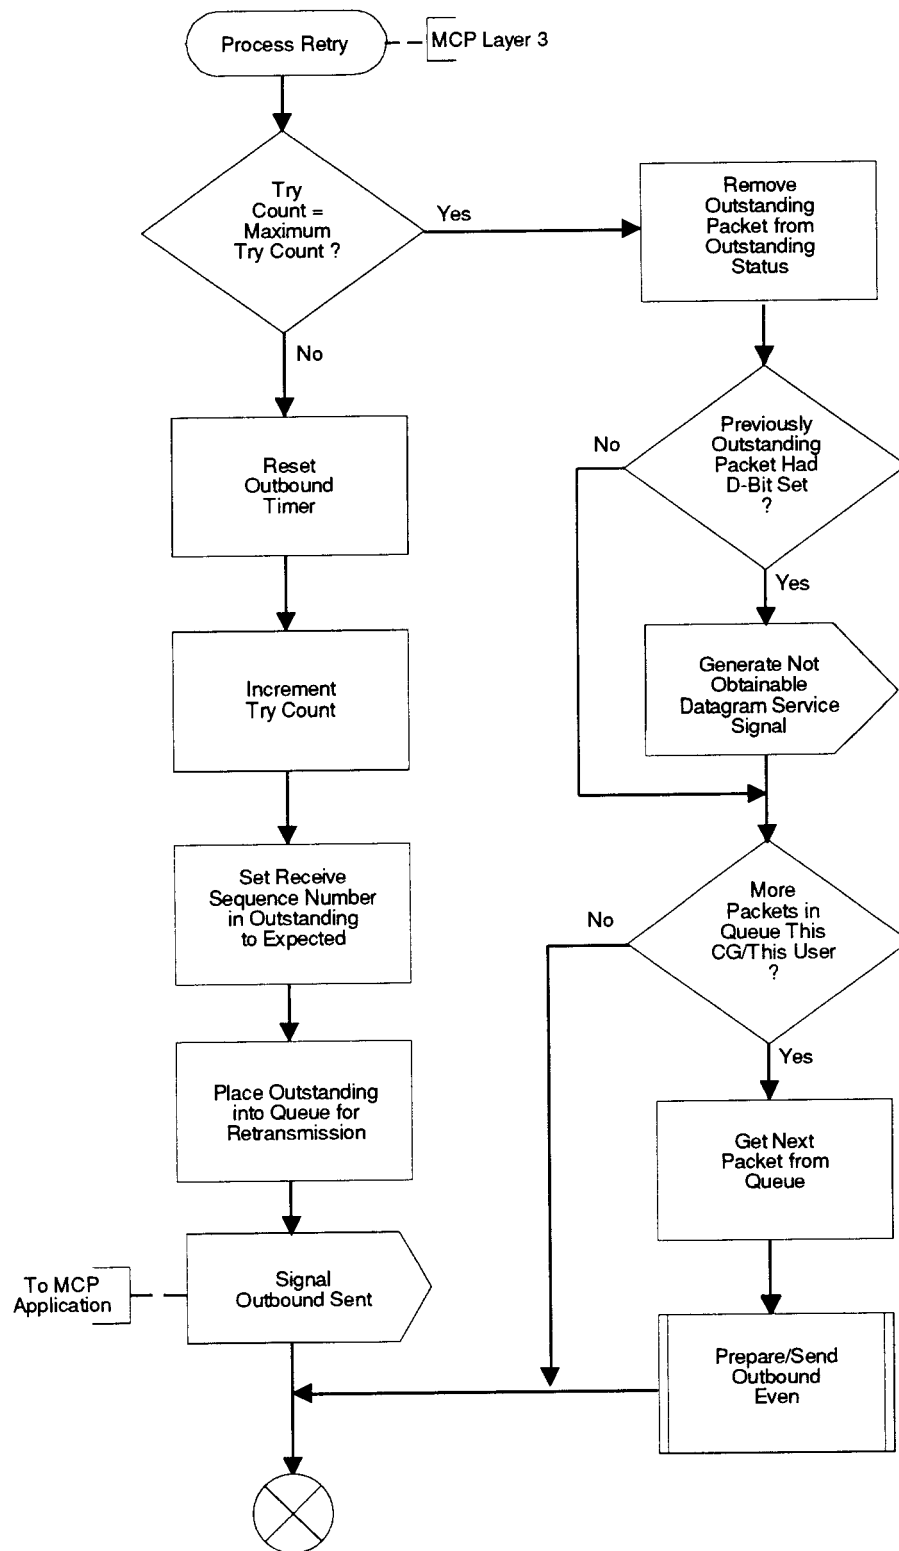 Process Retry
MCP Layer 3
Try
Count =
Maximum
Try Count ?
Yes
No
Remove
Outstanding
Packet from
Outstanding
Status
Reset
Outbound
Timer
Previously
Outstanding
Packet Had
D-Bit Set
?
No
Yes
Increment
Try Count
Generate Not
Obtainable
Datagram Service
Signal
Set Receive
Sequence Number
in Outstanding
to Expected
More
Packets in
Queue This
CG/This User
?
No
Yes
Place Outstanding
into Queue for
Retransmission
Get Next
Packet from
Queue
To MCP
Application
Signal
Outbound Sent
Prepare/Send
Outbound
Even